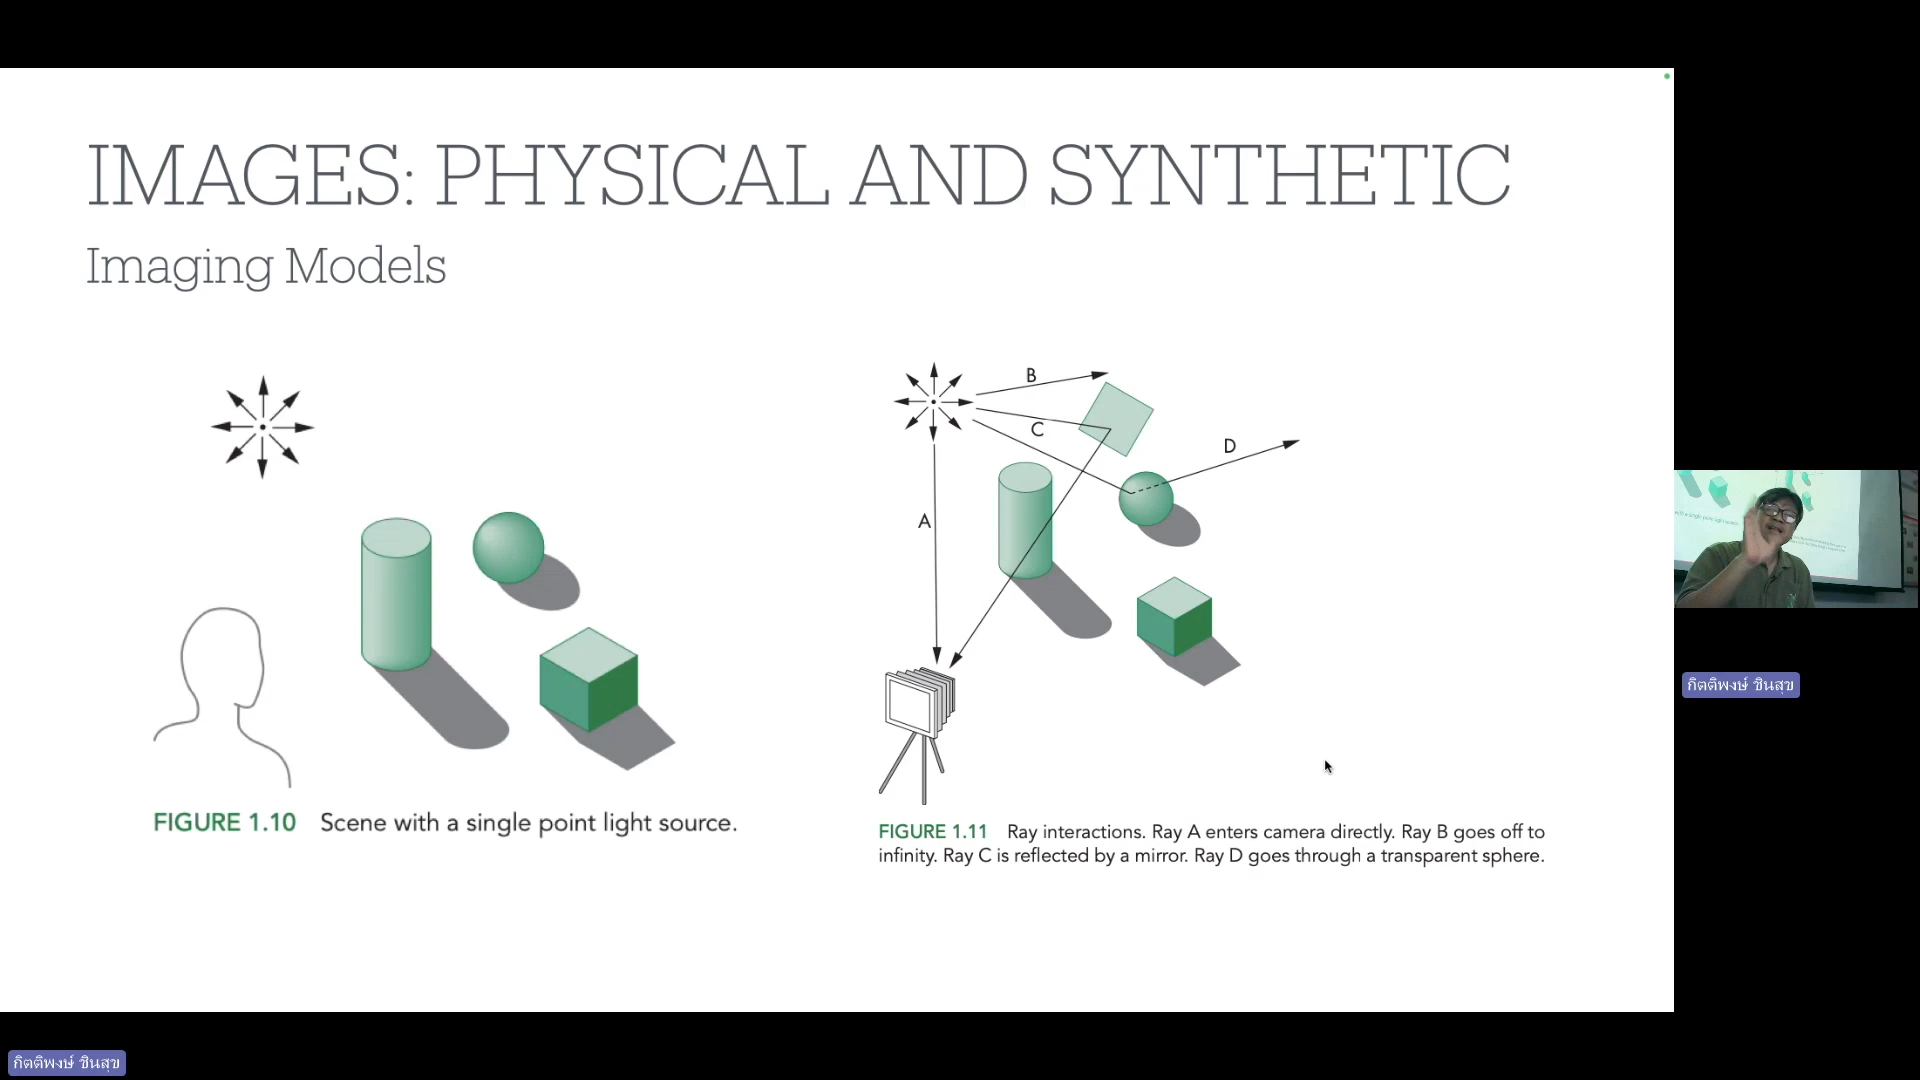 IMAGES: PHYSICAL AND SYNTHETIC
Imaging Models
FIGURE 1.10 Scene with a single point light source.
B
C
D
A
FIGURE 1.11 Ray interactions. Ray A enters camera directly. Ray B goes off to
infinity. Ray C is reflected by a mirror. Ray D goes through a transparent sphere.
กิตติพงษ์ ชินสุข
กิตติพงษ์ ชินสุข